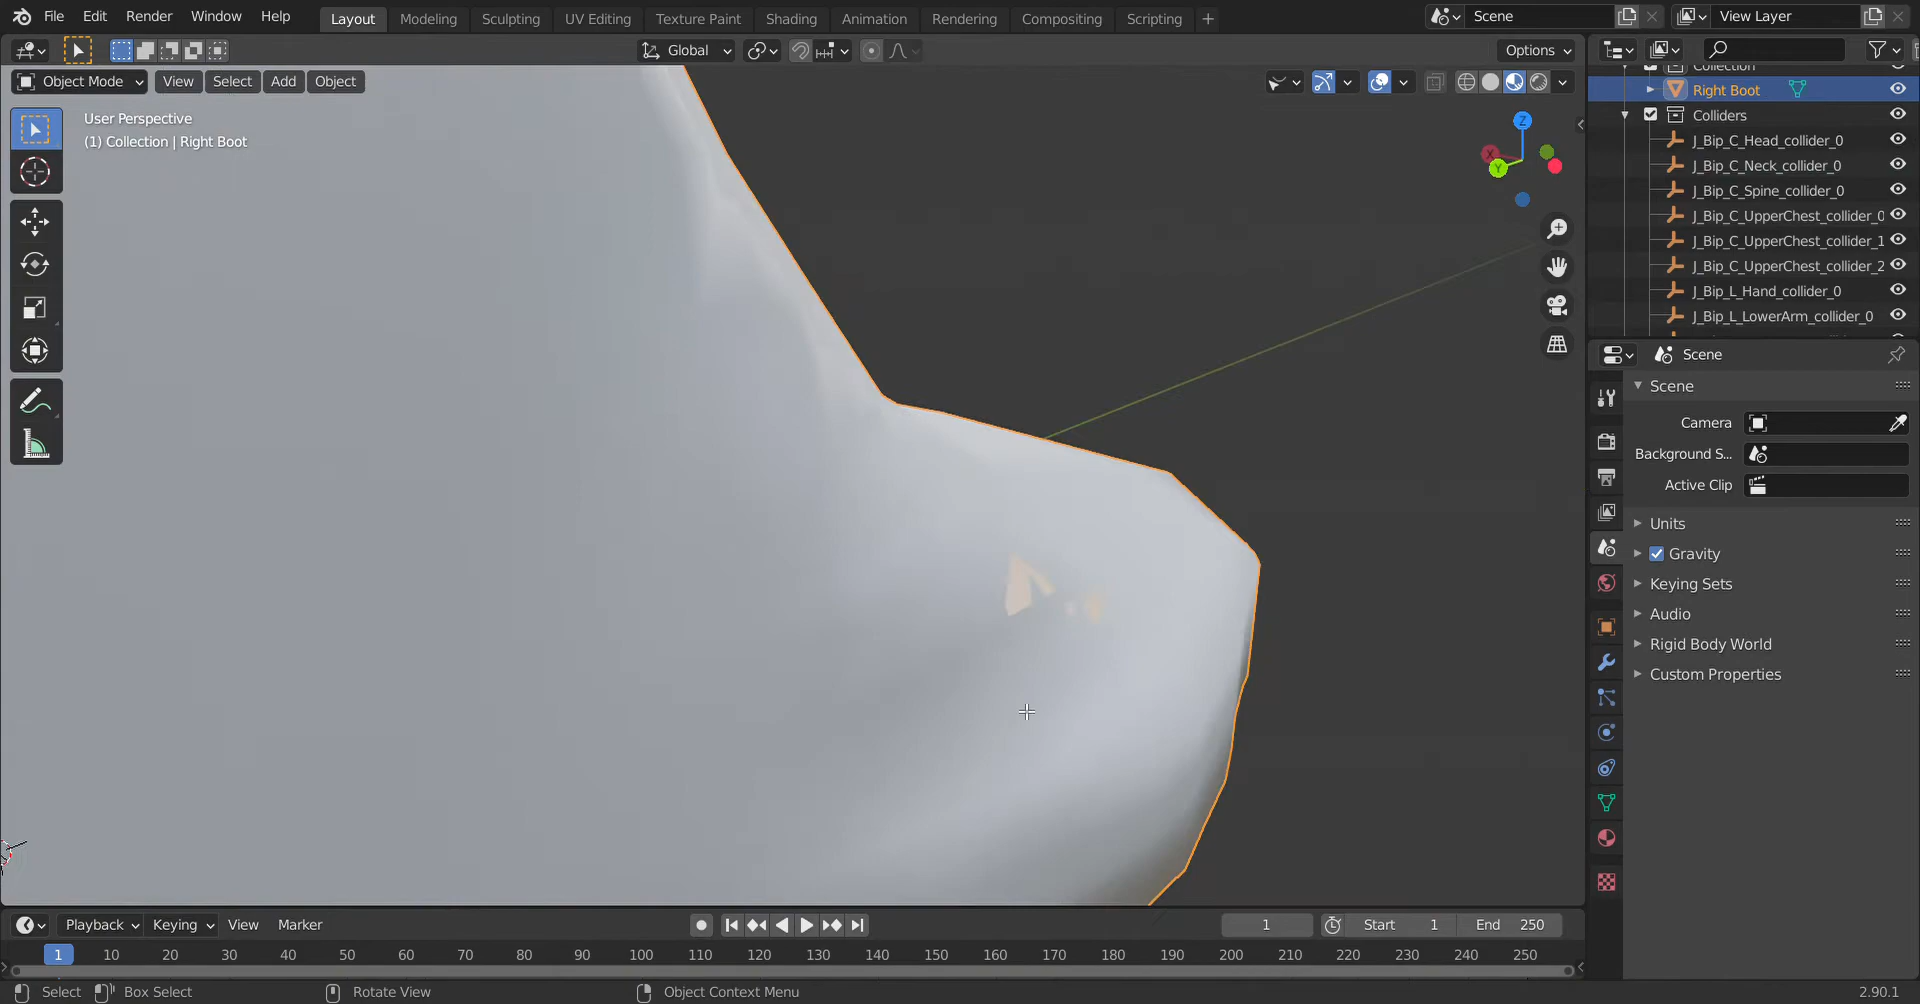 File Edit Render Window Help Layout Modeling Sculpting UV Editing Texture Paint Shading Animation Rendering Compositing Scripting + Scene View Layer
Global Options
Object Mode View Select Add Object
User Perspective
(1) Collection | Right Boot
Z
X
Y
Collection
Right Boot
Colliders
J_Bip_C_Head_collider_0
J_Bip_C_Neck_collider_0
J_Bip_C_Spine_collider_0
J_Bip_C_UpperChest_collider_0
J_Bip_C_UpperChest_collider_1
J_Bip_C_UpperChest_collider_2
J_Bip_L_Hand_collider_0
J_Bip_L_LowerArm_collider_0
Scene
Scene
Camera
Background S...
Active Clip
Units
Gravity
Keying Sets
Audio
Rigid Body World
Custom Properties
Playback Keying View Marker 1 Start 1 End 250
1 10 20 30 40 50 60 70 80 90 100 110 120 130 140 150 160 170 180 190 200 210 220 230 240 250
Select Box Select Rotate View Object Context Menu 2.90.1